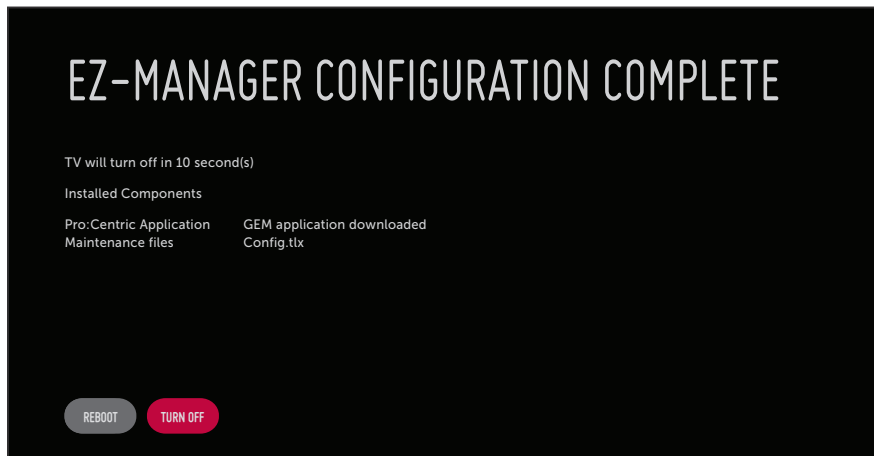 EZ-MANAGER CONFIGURATION COMPLETE
TV will turn off in 10 second(s)
Installed Components
Pro:Centric Application GEM application downloaded
Maintenance files Config.tlx
REBOOT TURN OFF